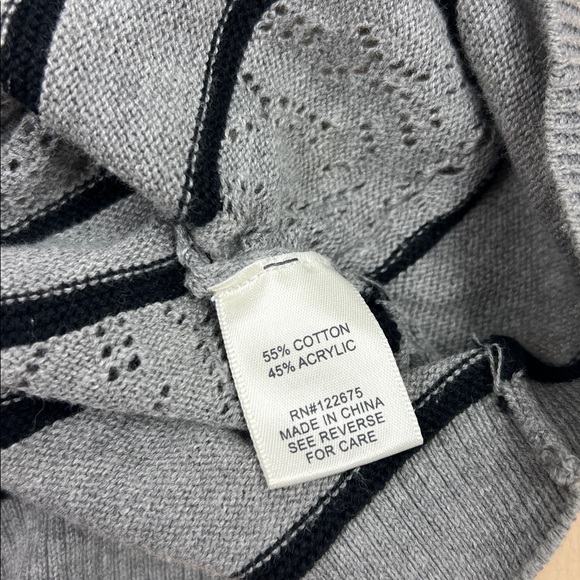 55% COTTON
45% ACRYLIC
RN#122675
MADE IN CHINA
SEE REVERSE
FOR CARE